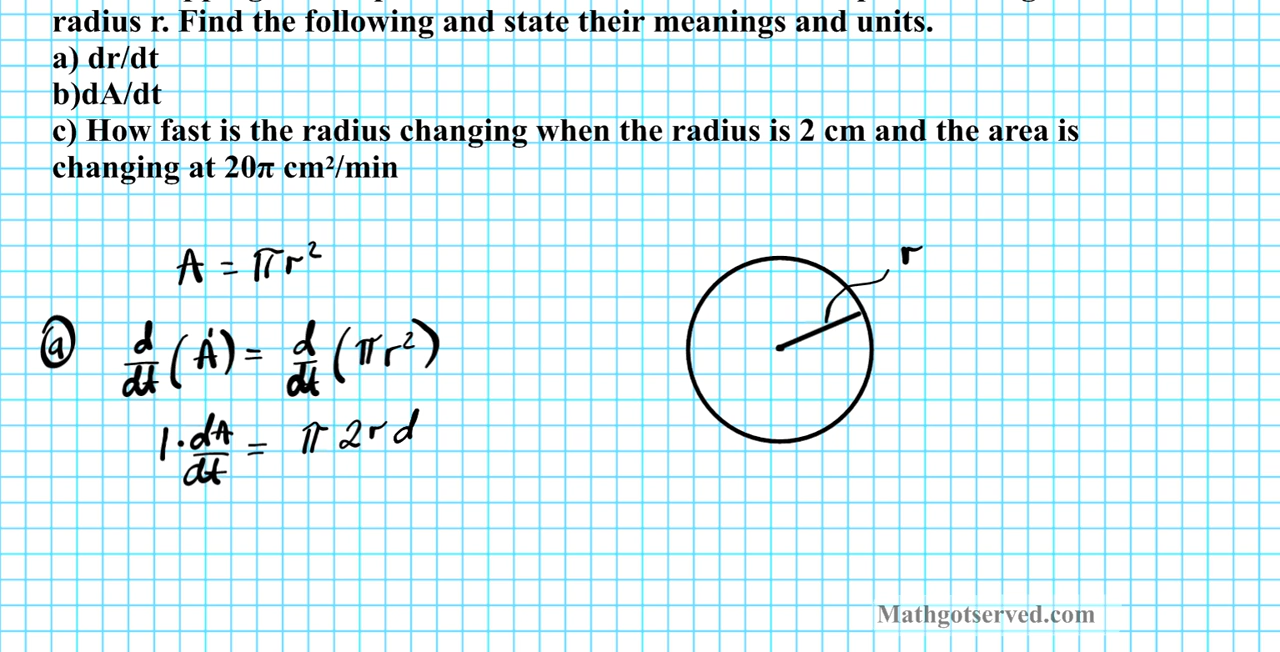 radius r. Find the following and state their meanings and units.
a) dr/dt
b)dA/dt
c) How fast is the radius changing when the radius is 2 cm and the area is
changing at 20π cm²/min
A = πr²
r
ⓐ d/dt (A) = d/dt (πr²)
1·dA/dt = π 2r d
Mathgotserved.com